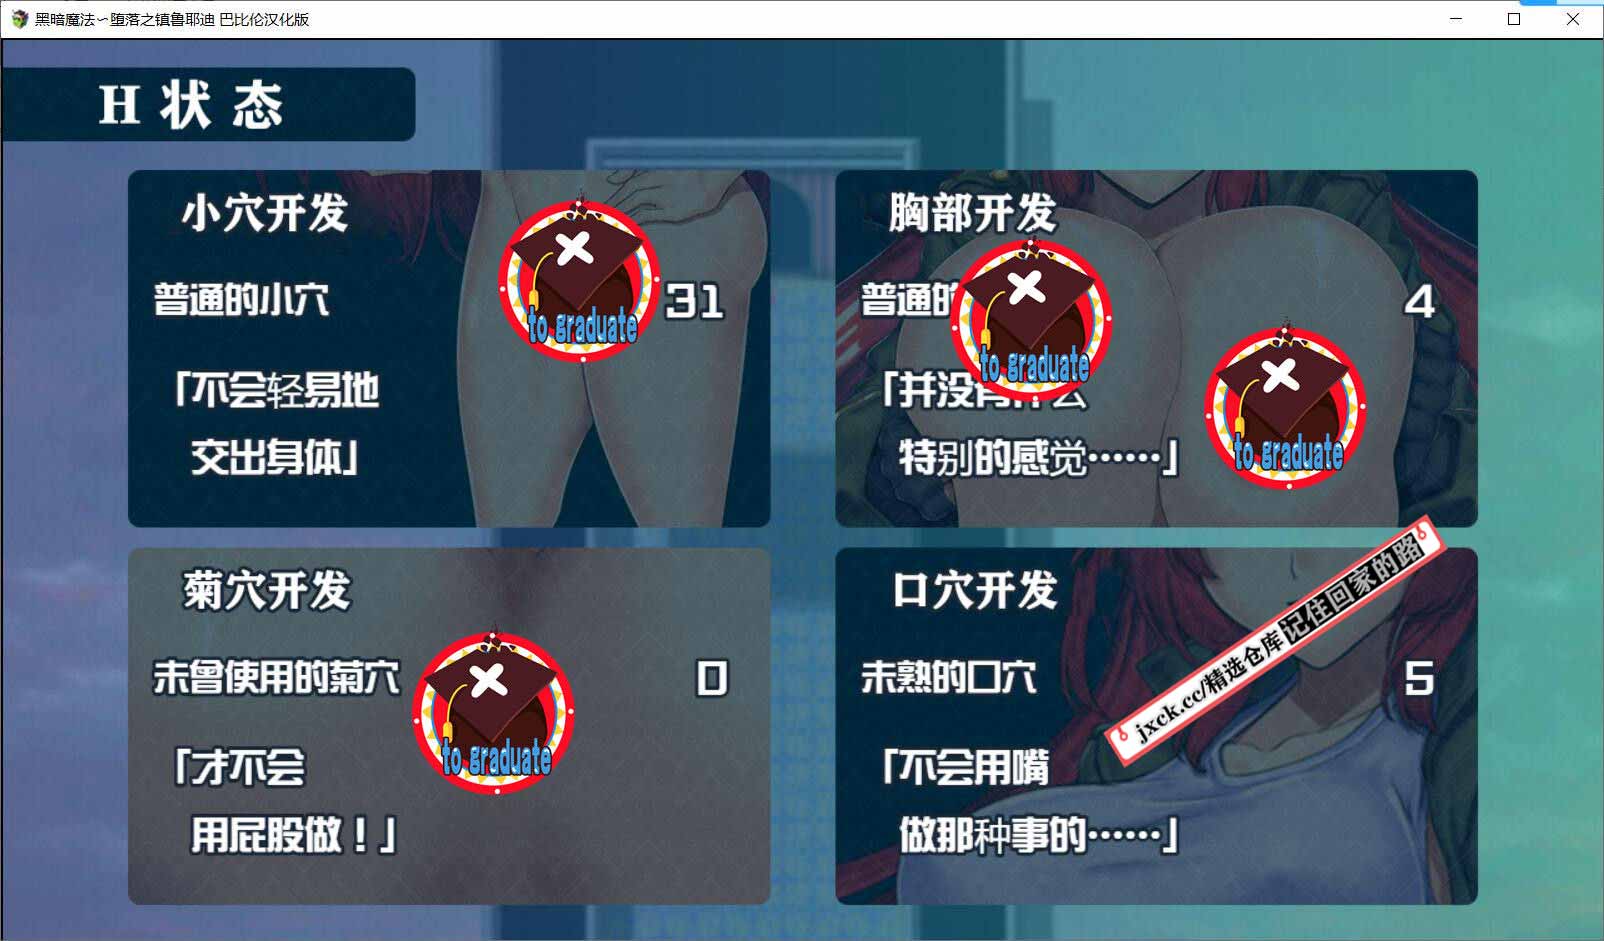 黑暗魔法∽堕落之镇鲁耶迪 巴比伦汉化版
H 状 态
小穴开发
普通的小穴
31
「不会轻易地
交出身体」
to graduate
胸部开发
普通的
4
「并没有什么
特别的感觉……」
to graduate
to graduate
菊穴开发
未曾使用的菊穴
0
「才不会
用屁股做！」
to graduate
口穴开发
未熟的口穴
5
「不会用嘴
做那种事的……」
jxck.cc/精选仓库 记住回家的路